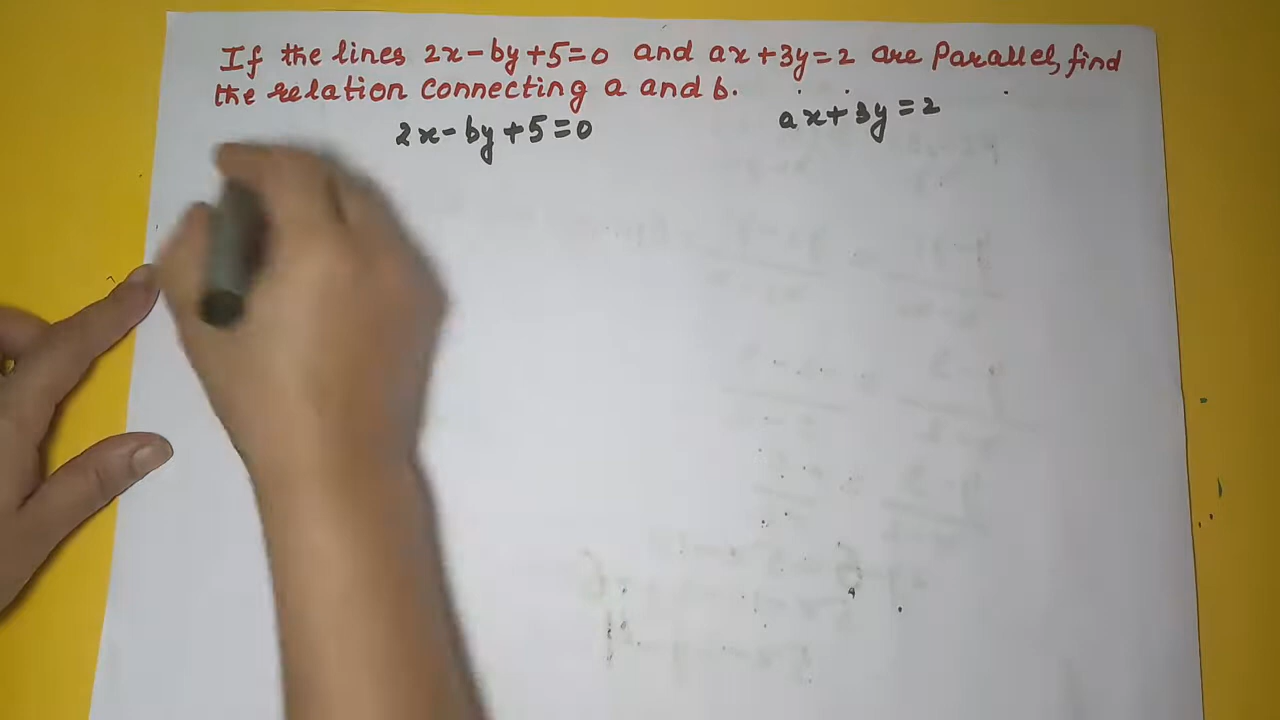 If the lines 2x-by+5=0 and ax+3y=2 are Parallel, find
the relation connecting a and b.
2x-by+5=0 ax+3y=2